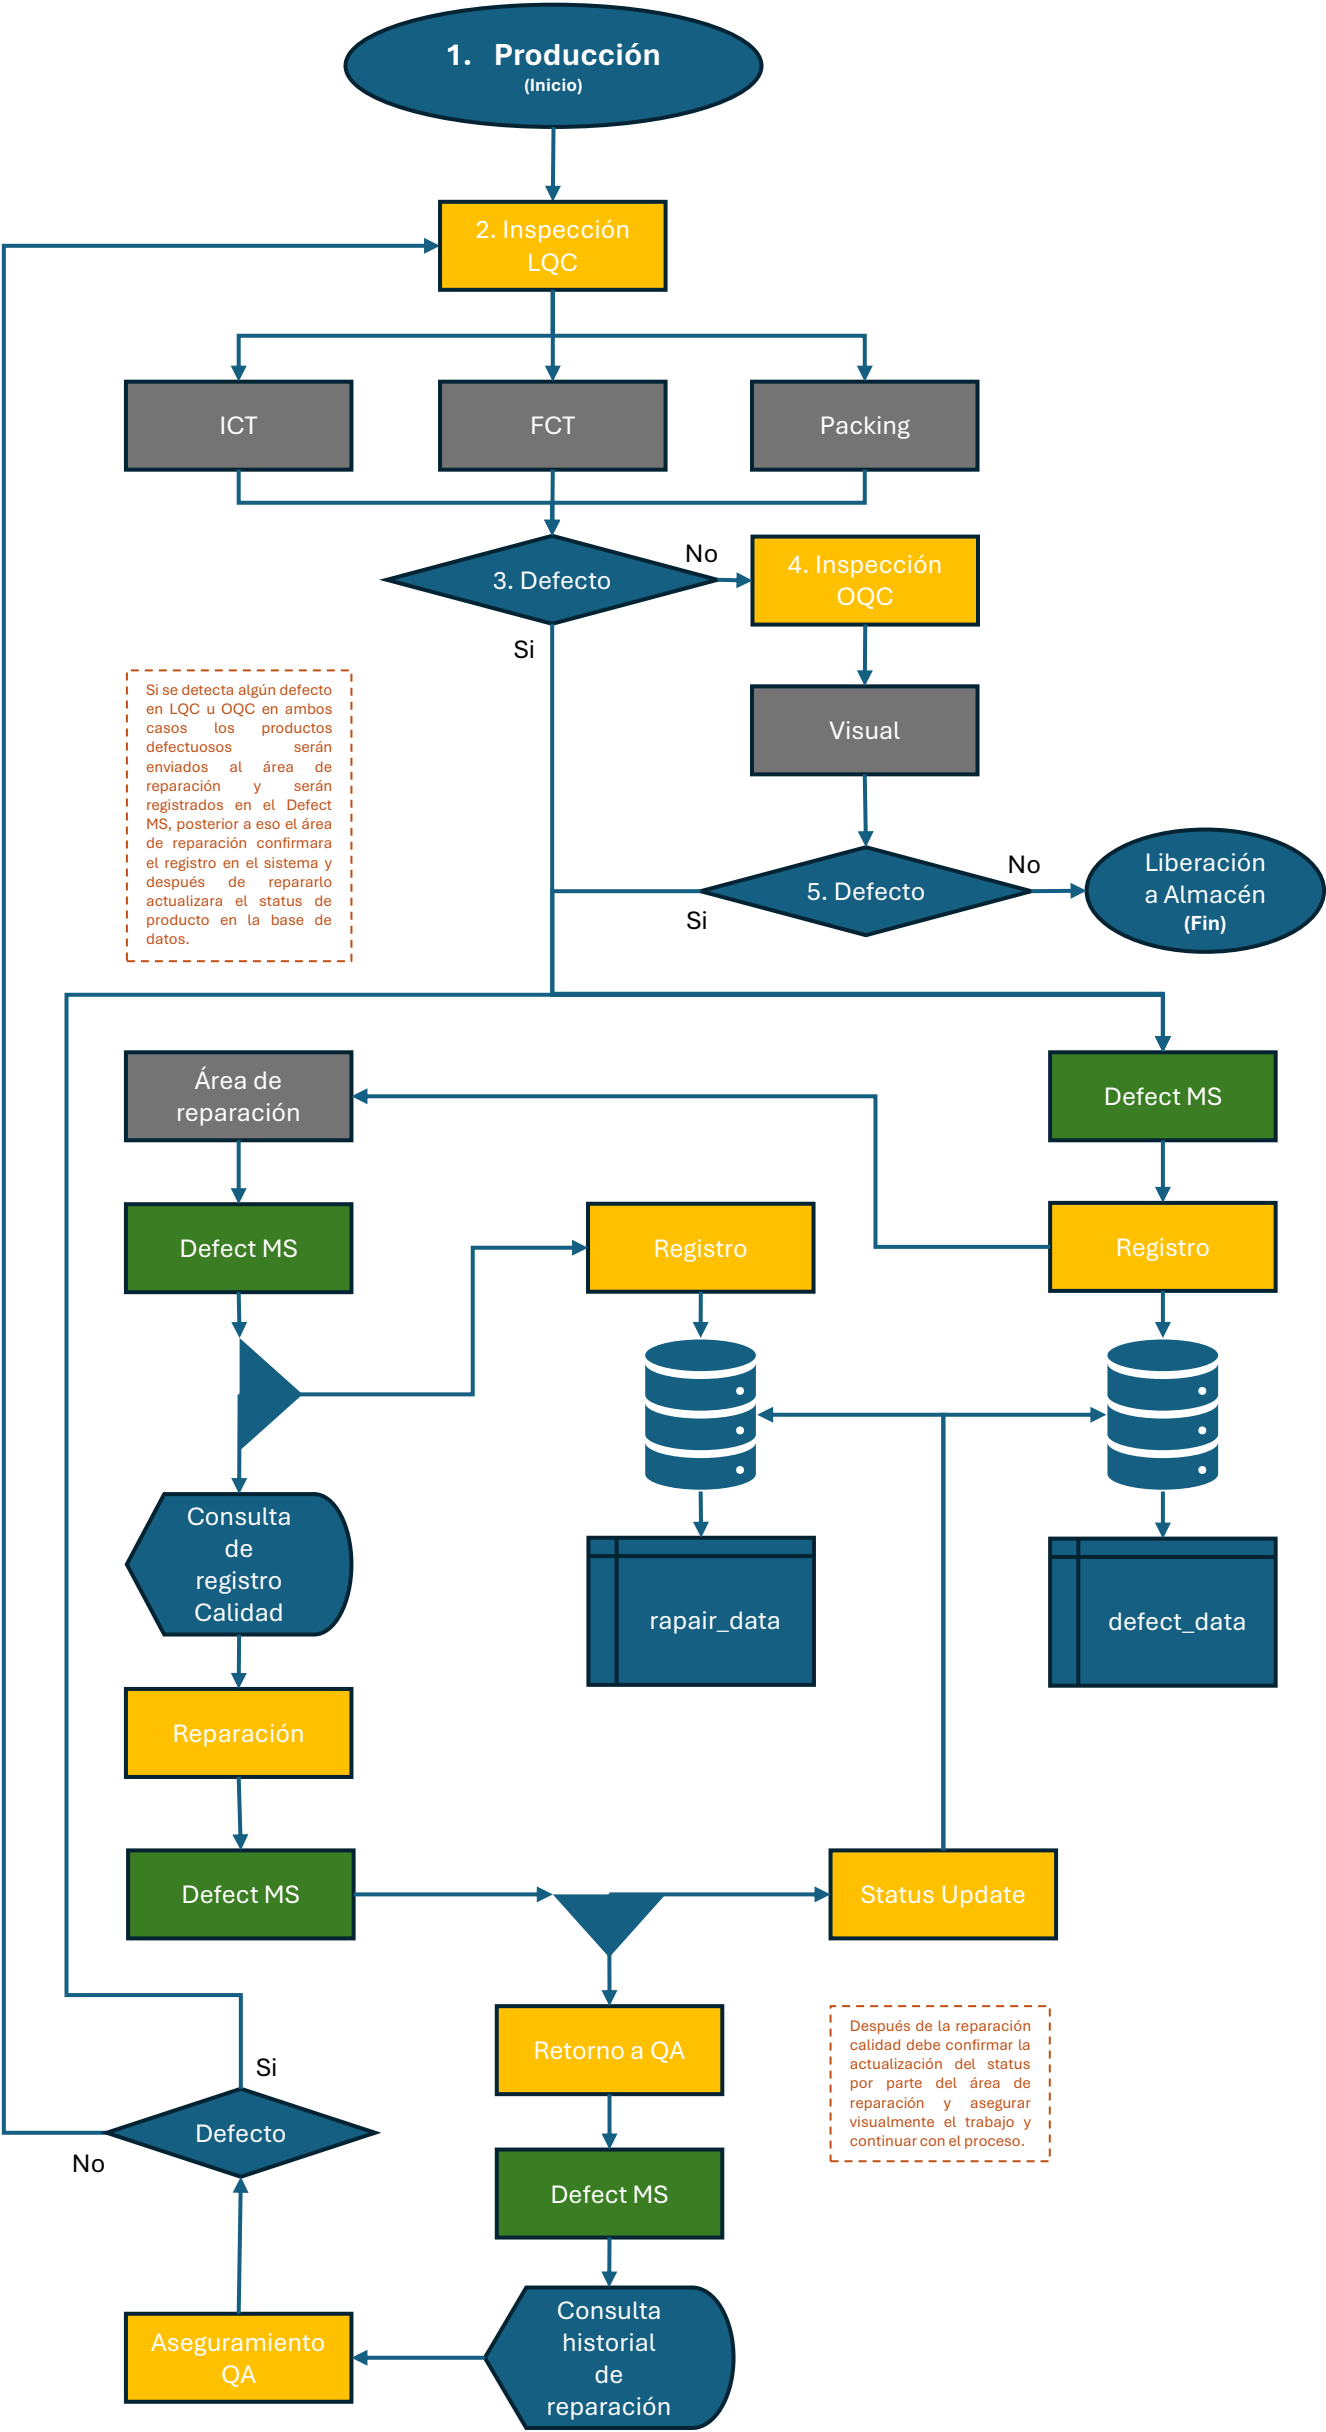 1. Producción
(Inicio)
2. Inspección
LQC
ICT
FCT
Packing
3. Defecto
No
4. Inspección
OQC
Si
Visual
Si se detecta algún defecto
en LQC u OQC en ambos
casos los productos
defectuosos serán
enviados al área de
reparación y serán
registrados en el Defect
MS, posterior a eso el área
de reparación confirmara
el registro en el sistema y
después de repararlo
actualizara el status de
producto en la base de
datos.
5. Defecto
No
Si
Liberación
a Almacén
(Fin)
Área de
reparación
Defect MS
Defect MS
Registro
Registro
Consulta
de
registro
Calidad
rapair_data
defect_data
Reparación
Defect MS
Status Update
Retorno a QA
Después de la reparación
calidad debe confirmar la
actualización del status
por parte del área de
reparación y asegurar
visualmente el trabajo y
continuar con el proceso.
Si
Defecto
No
Defect MS
Aseguramiento
QA
Consulta
historial
de
reparación